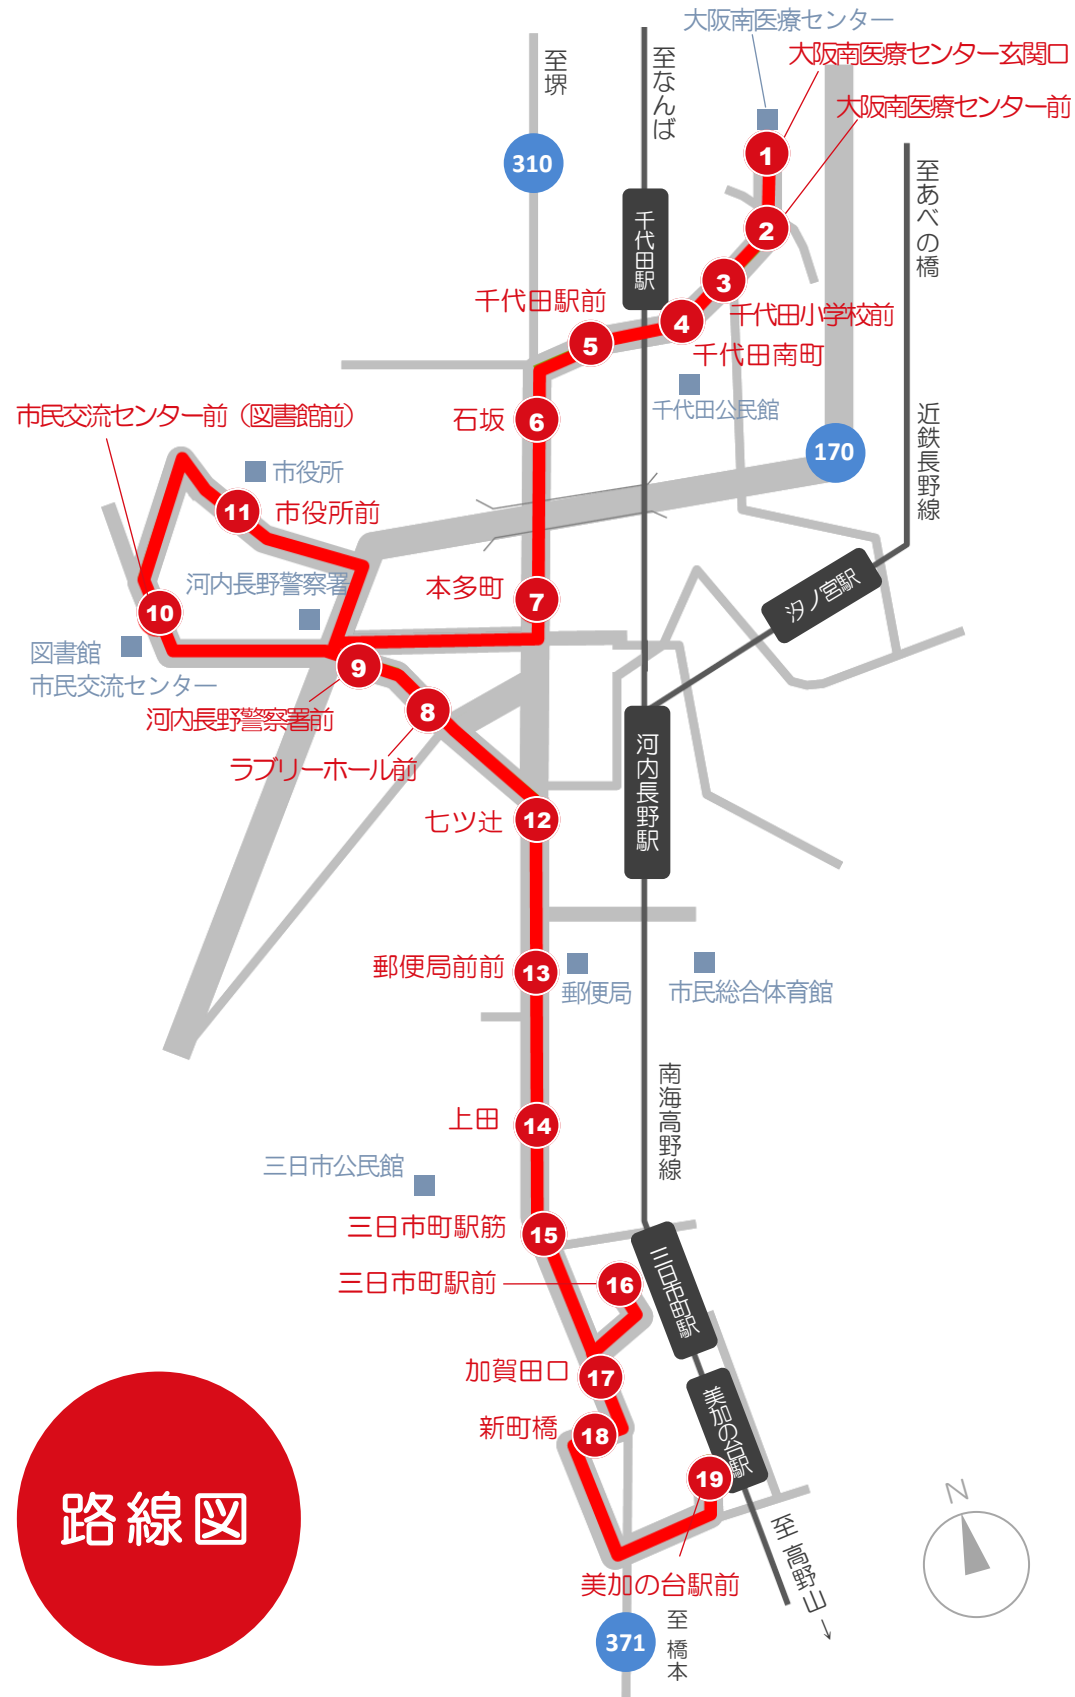 大阪南医療センター
大阪南医療センター玄関口
大阪南医療センター前
至堺
至なんば
310
1
至あべの橋
千代田駅
2
3
千代田駅前
千代田小学校前
4
5
千代田南町
千代田公民館
市民交流センター前（図書館前）
石坂
6
近鉄長野線
170
市役所
11
市役所前
河内長野警察署
本多町
7
汐ノ宮駅
10
図書館
市民交流センター
9
河内長野警察署前
8
ラブリーホール前
河内長野駅
七ツ辻
12
郵便局前前
13
郵便局
市民総合体育館
南海高野線
上田
14
三日市公民館
三日市町駅筋
15
三日市町駅前
16
三日市町駅
加賀田口
17
美加の台駅
新町橋
18
19
路線図
N
至高野山→
美加の台駅前
371
至橋本